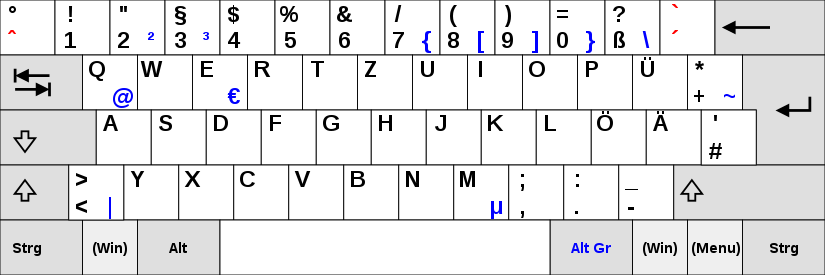 ° ! " § $ % & / ( ) = ? `
^ 1 2 ² 3 ³ 4 5 6 7 { 8 [ 9 ] 0 } ß \ ´
Q W E R T Z U I O P Ü *
@ € + ~
A S D F G H J K L Ö Ä '
#
> Y X C V B N M ; : _
< | µ , . -
Strg (Win) Alt Alt Gr (Win) (Menu) Strg